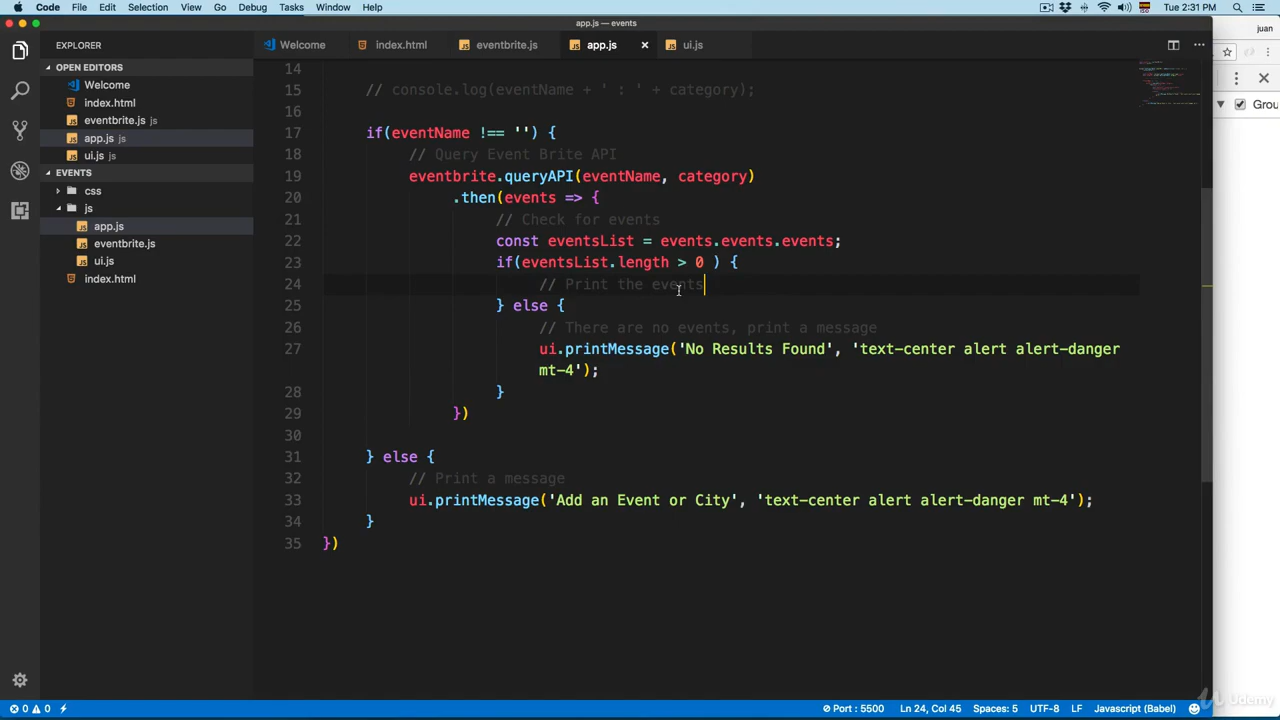 Code File Edit Selection View Go Debug Tasks Window Help Tue 2:31 PM
app.js — events
juan
EXPLORER
Welcome index.html eventbrite.js app.js ui.js
OPEN EDITORS
Welcome
index.html
eventbrite.js js
app.js js
ui.js js
EVENTS
css
js
app.js
eventbrite.js
ui.js
index.html
Grou
14
15 // console.log(eventName + ' : ' + category);
16
17 if(eventName !== '') {
18 // Query Event Brite API
19 eventbrite.queryAPI(eventName, category)
20 .then(events => {
21 // Check for events
22 const eventsList = events.events.events;
23 if(eventsList.length > 0 ) {
24 // Print the events
25 } else {
26 // There are no events, print a message
27 ui.printMessage('No Results Found', 'text-center alert alert-danger
mt-4');
28 }
29 })
30
31 } else {
32 // Print a message
33 ui.printMessage('Add an Event or City', 'text-center alert alert-danger mt-4');
34 }
35 })
0 0 Port : 5500 Ln 24, Col 45 Spaces: 5 UTF-8 LF Javascript (Babel)
Udemy